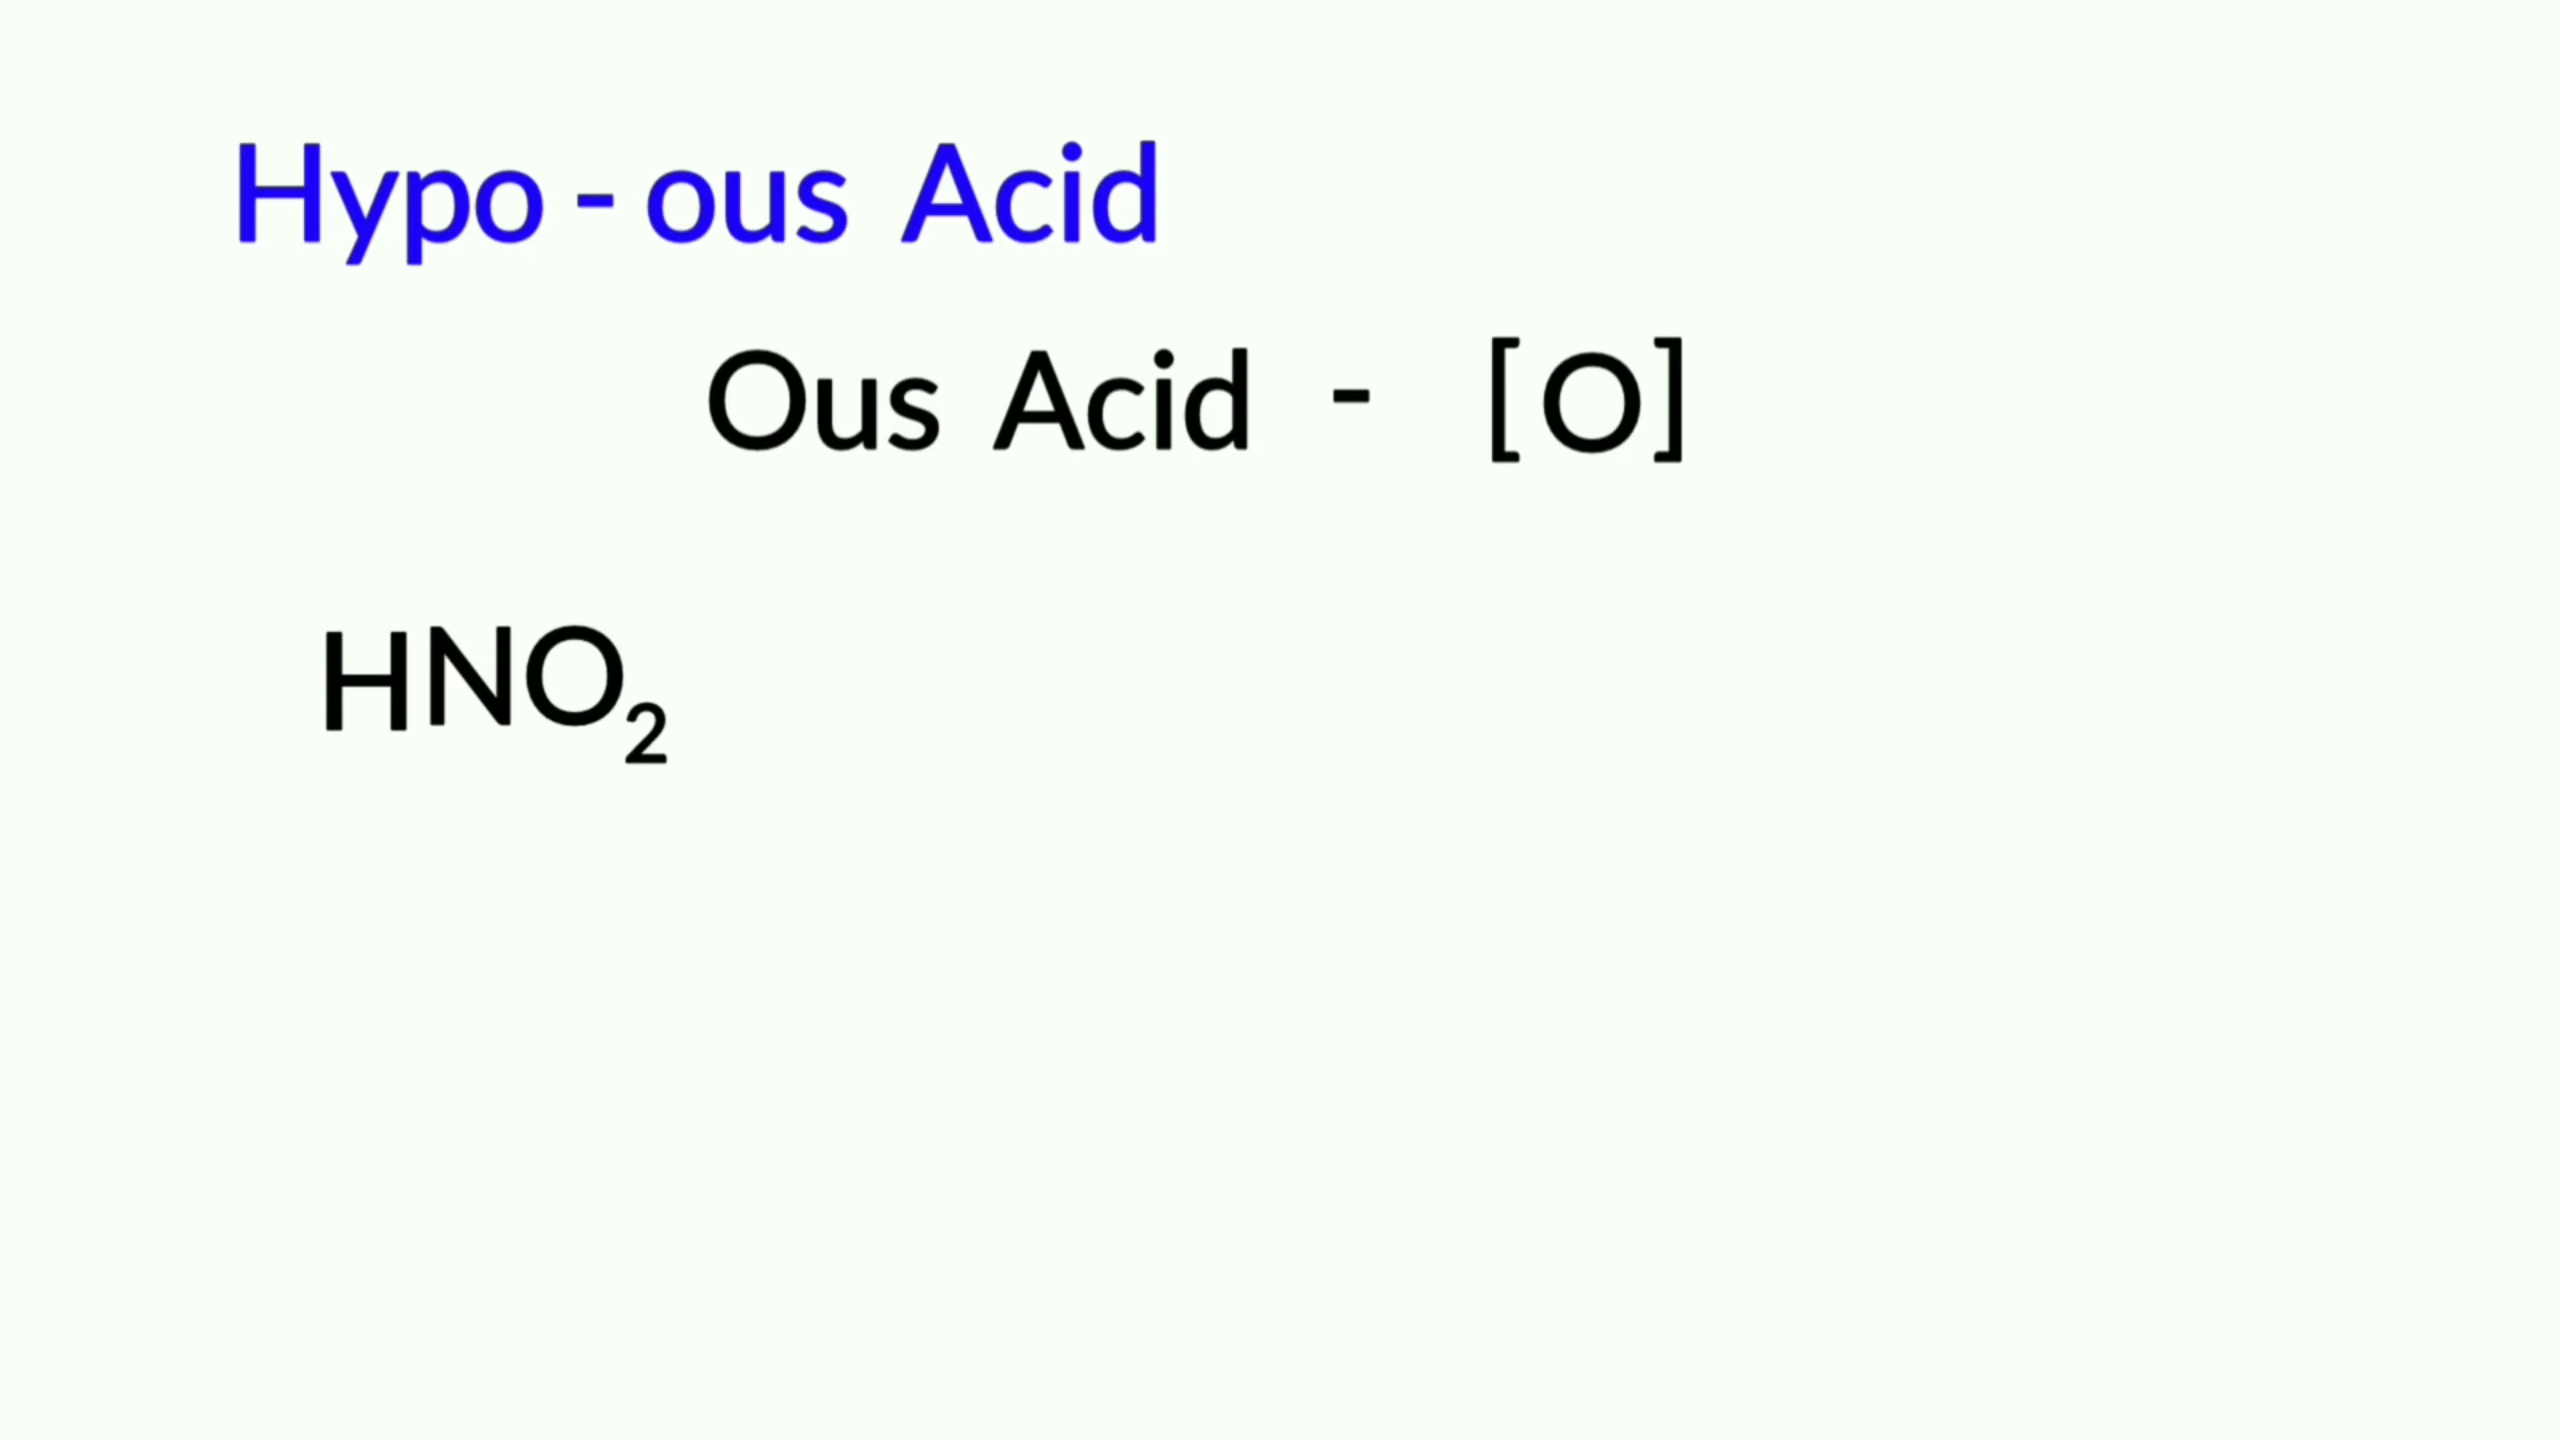 Hypo - ous Acid
Ous Acid - [O]
HNO₂